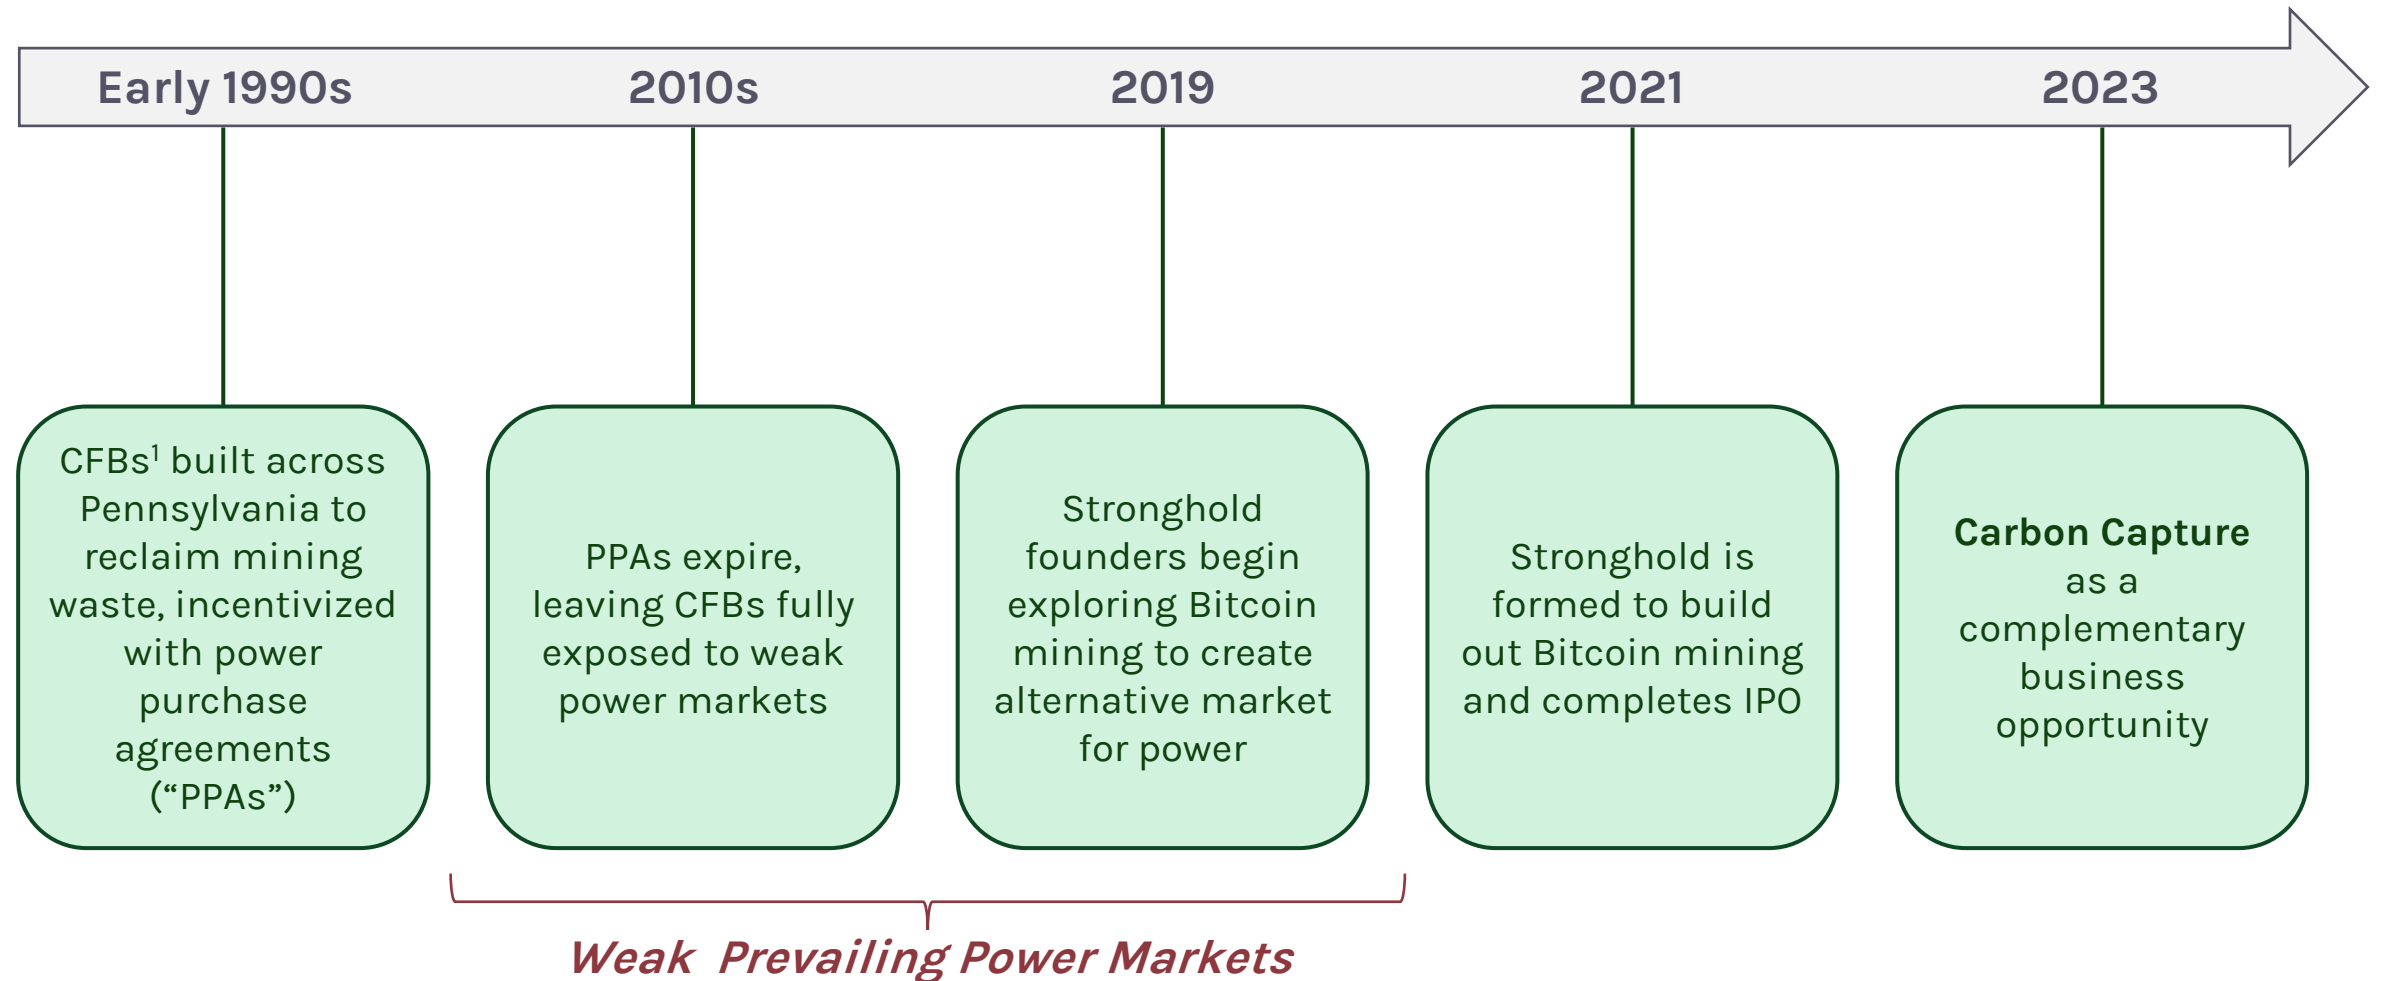 Early 1990s
2010s
2019
2021
2023
CFBs¹ built across
Pennsylvania to
reclaim mining
waste, incentivized
with power
purchase
agreements
(“PPAs”)
PPAs expire,
leaving CFBs fully
exposed to weak
power markets
Stronghold
founders begin
exploring Bitcoin
mining to create
alternative market
for power
Stronghold is
formed to build
out Bitcoin mining
and completes IPO
Carbon Capture
as a
complementary
business
opportunity
Weak  Prevailing Power Markets